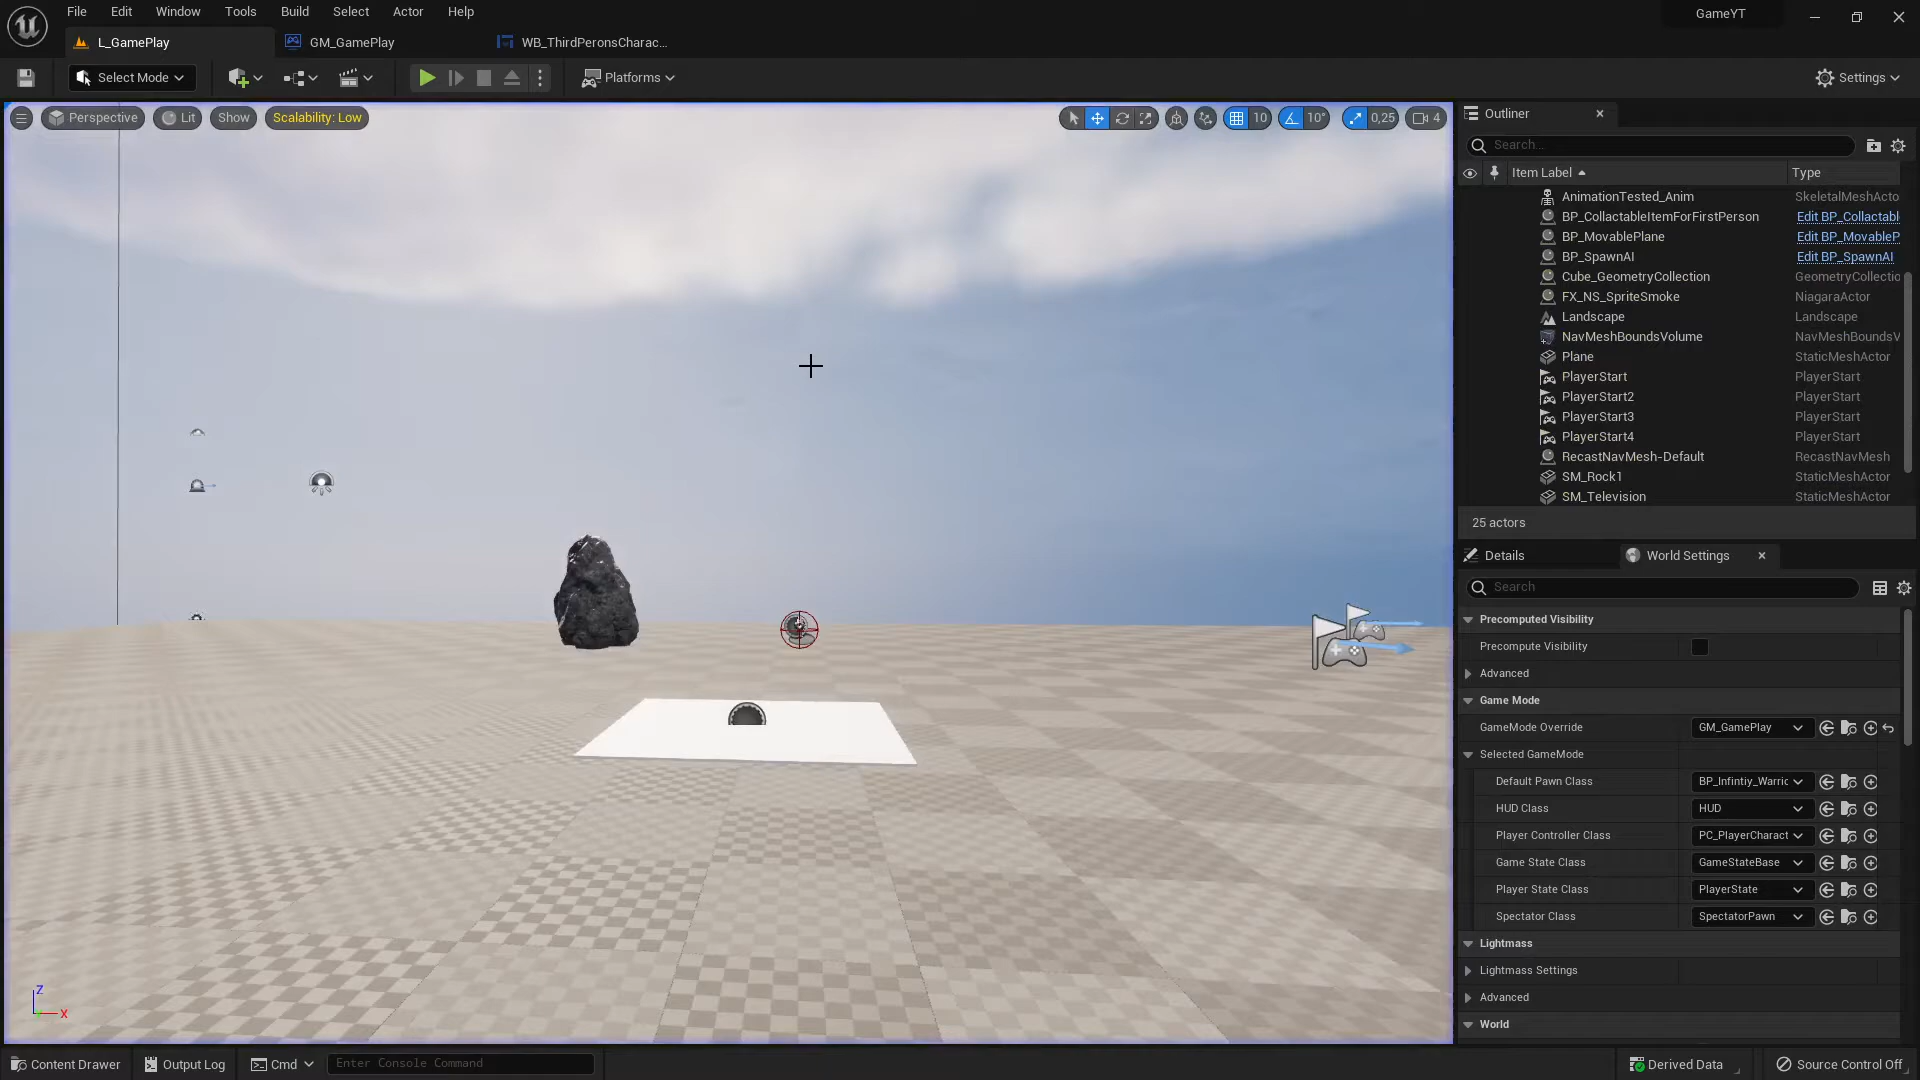 File Edit Window Tools Build Select Actor Help
GameYT
L_GamePlay
GM_GamePlay
WB_ThirdPeronsCharac...
Select Mode
Platforms
Settings
Perspective
Lit
Show
Scalability: Low
10
10°
0,25
4
Outliner
Search...
Item Label
Type
AnimationTested_Anim SkeletalMeshActo
BP_CollactableItemForFirstPerson Edit BP_Collactabl
BP_MovablePlane Edit BP_MovableP
BP_SpawnAI Edit BP_SpawnAI
Cube_GeometryCollection GeometryCollectio
FX_NS_SpriteSmoke NiagaraActor
Landscape Landscape
NavMeshBoundsVolume NavMeshBoundsV
Plane StaticMeshActor
PlayerStart PlayerStart
PlayerStart2 PlayerStart
PlayerStart3 PlayerStart
PlayerStart4 PlayerStart
RecastNavMesh-Default RecastNavMesh
SM_Rock1 StaticMeshActor
SM_Television StaticMeshActor
25 actors
Details
World Settings
Search
Precomputed Visibility
Precompute Visibility
Advanced
Game Mode
GameMode Override GM_GamePlay
Selected GameMode
Default Pawn Class BP_Infintiy_Warric
HUD Class HUD
Player Controller Class PC_PlayerCharact
Game State Class GameStateBase
Player State Class PlayerState
Spectator Class SpectatorPawn
Lightmass
Lightmass Settings
Advanced
World
Z
X
Content Drawer
Output Log
Cmd
Enter Console Command
Derived Data
Source Control Off